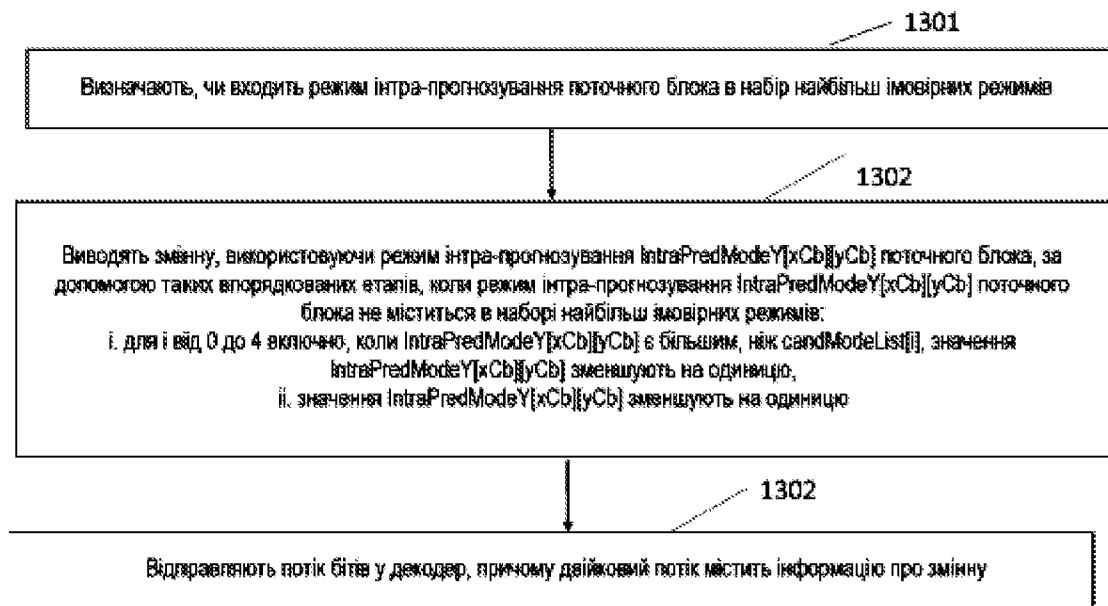 1301
Визначають, чи входить режим інтра-прогнозування поточного блока в набір найбільш імовірних режимів
1302
Виводять змінну, використовуючи режим інтра-прогнозування IntraPredModeY[xCb][yCb] поточного блока, за
допомогою таких впорядкованих етапів, коли режим інтра-прогнозування IntraPredModeY[xCb][yCb] поточного
блока не міститься в наборі найбільш імовірних режимів:
i. для i від 0 до 4 включно, коли IntraPredModeY[xCb][yCb] є більшим, ніж candModeList[i], значення
IntraPredModeY[xCb][yCb] зменшують на одиницю,
ii. значення IntraPredModeY[xCb][yCb] зменшують на одиницю
1302
Відправляють потік бітів у декодер, причому двійковий потік містить інформацію про змінну